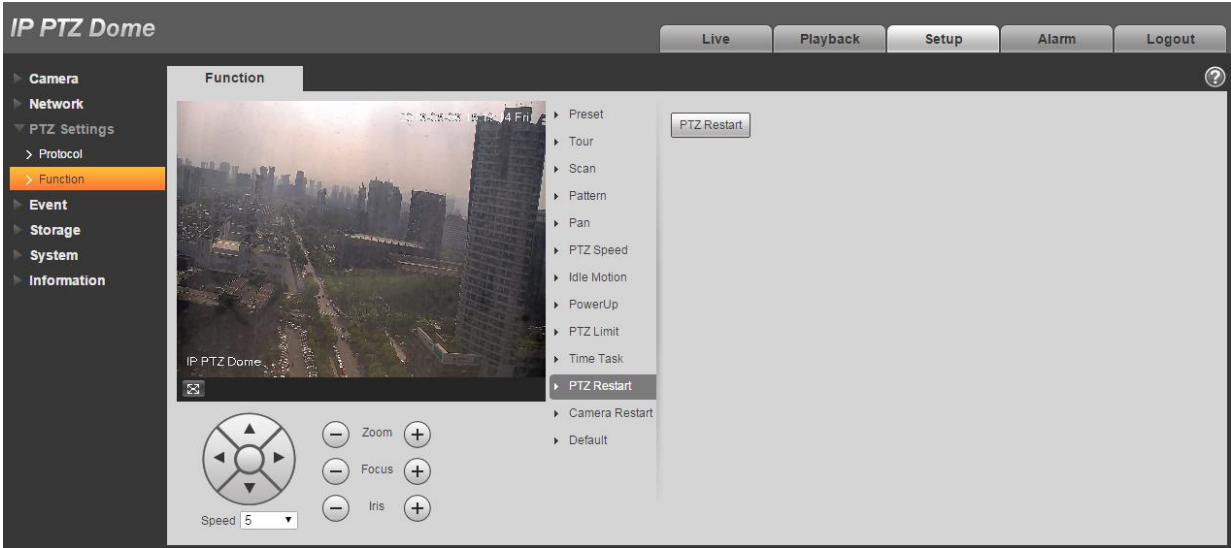 IP PTZ Dome
Live
Playback
Setup
Alarm
Logout
Camera
Network
PTZ Settings
Protocol
Function
Event
Storage
System
Information
Function
?
4 Fri
IP PTZ Dome
Speed 5
Zoom
Focus
Iris
Preset
Tour
Scan
Pattern
Pan
PTZ Speed
Idle Motion
PowerUp
PTZ Limit
Time Task
PTZ Restart
Camera Restart
Default
PTZ Restart